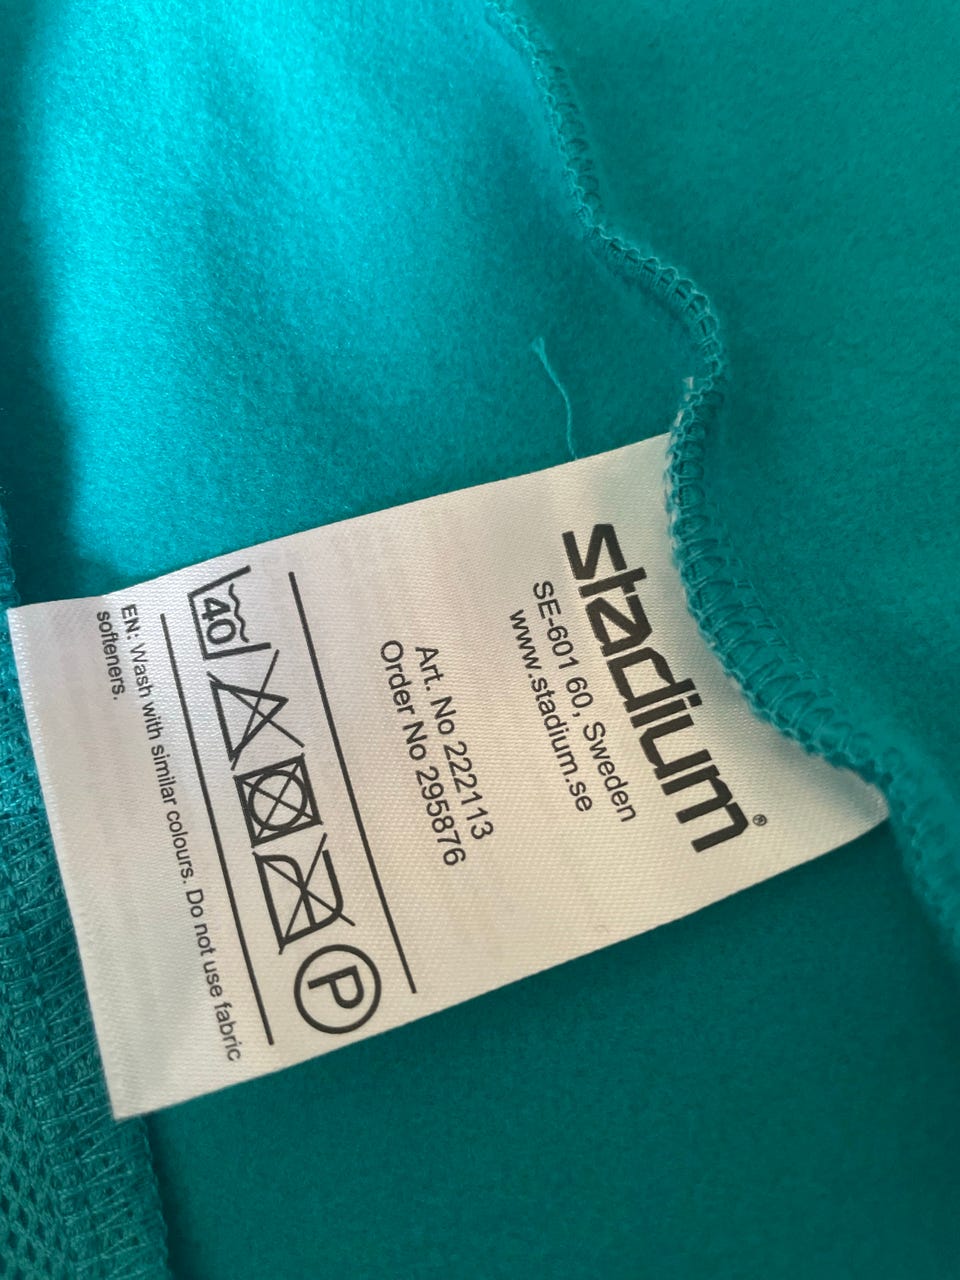 stadium®
SE-601 60, Sweden
www.stadium.se
Art. No 222113
Order No 295876
40
P
EN: Wash with similar colours. Do not use fabric
softeners.